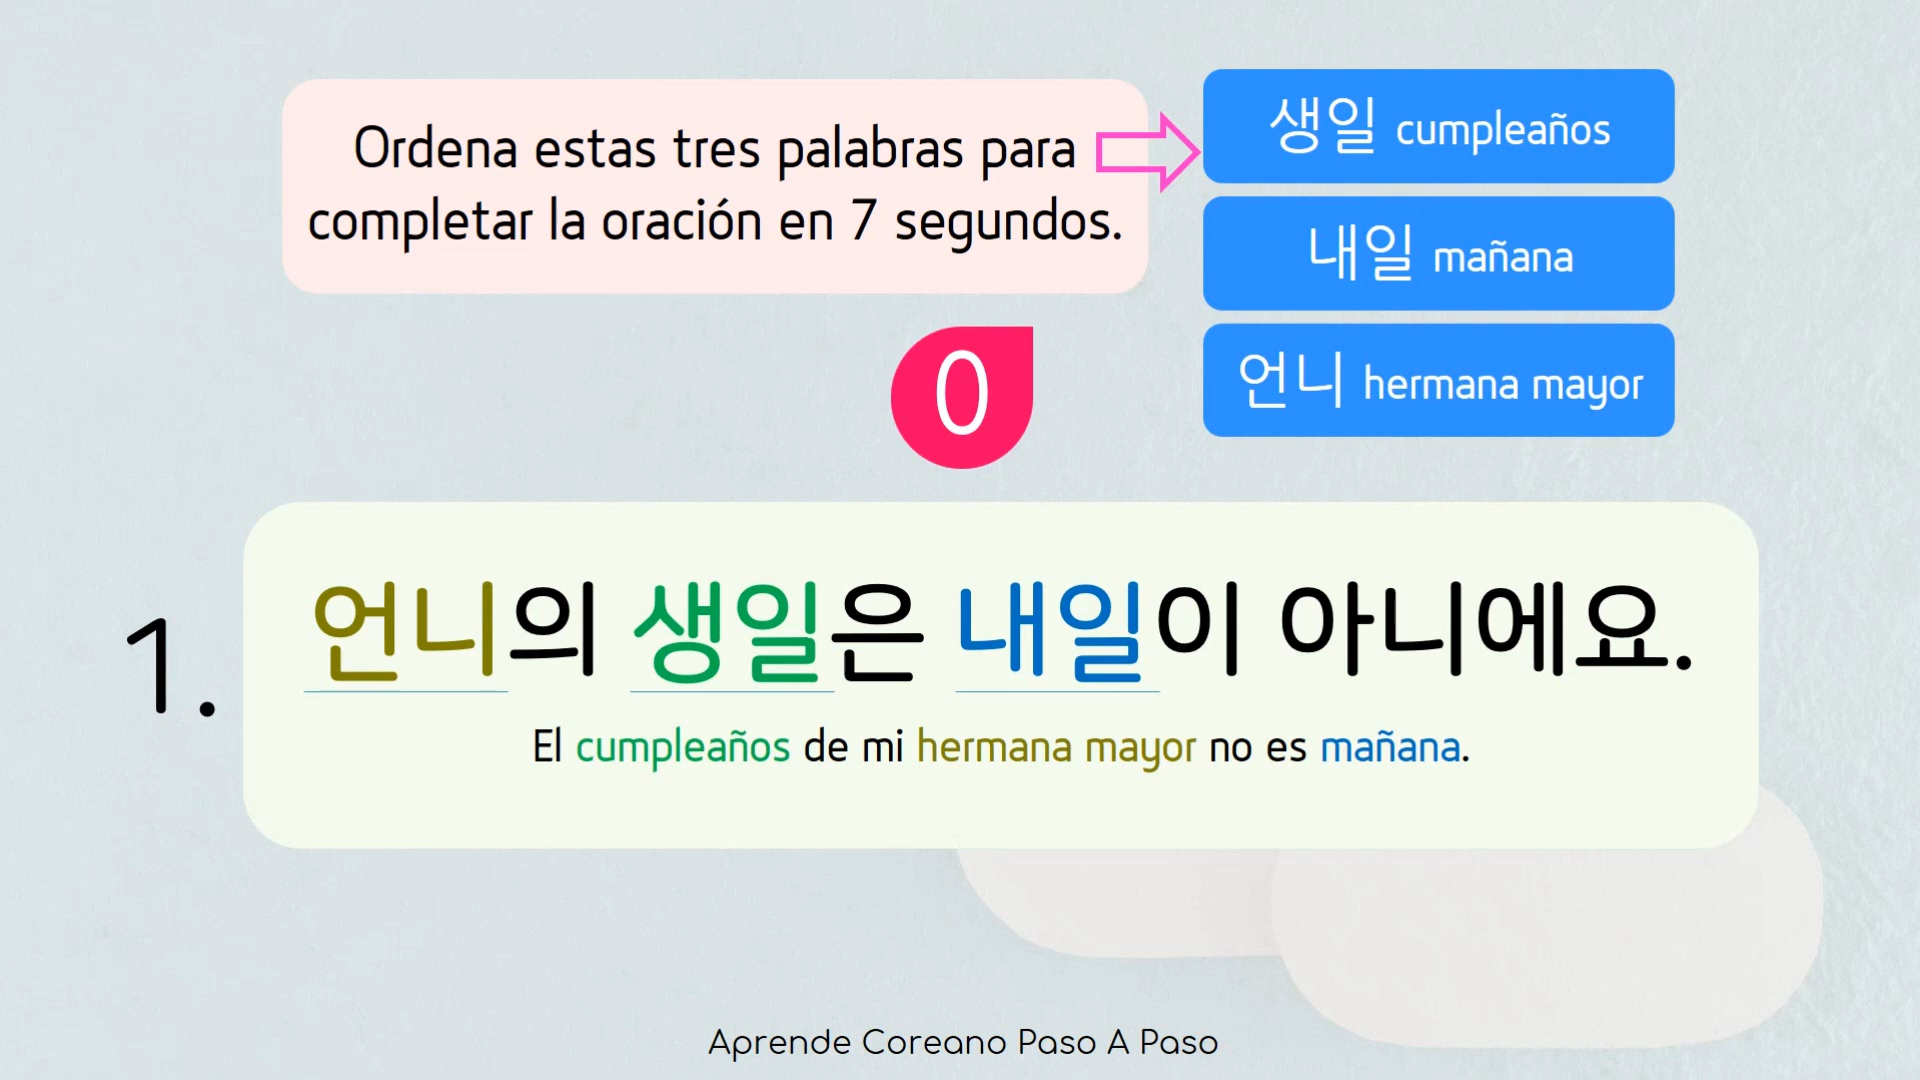 Ordena estas tres palabras para
completar la oración en 7 segundos.
생일 cumpleaños
내일 mañana
언니 hermana mayor
0
1. 언니의 생일은 내일이 아니에요.
El cumpleaños de mi hermana mayor no es mañana.
Aprende Coreano Paso A Paso